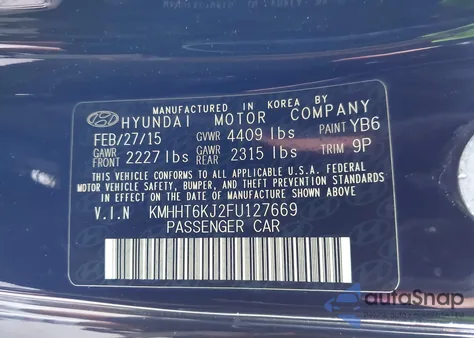 MANUFACTURED IN KOREA BY
HYUNDAI MOTOR COMPANY
FEB/27/15 GVWR 4409 lbs PAINT YB6
GAWR FRONT 2227 lbs GAWR REAR 2315 lbs TRIM 9P
THIS VEHICLE CONFORMS TO ALL APPLICABLE U.S.A. FEDERAL
MOTOR VEHICLE SAFETY, BUMPER, AND THEFT PREVENTION STANDARDS
IN EFFECT ON THE DATE OF MANUFACTURE SHOWN ABOVE.
V.I.N KMHHT6KJ2FU127669
PASSENGER CAR
autoSnap